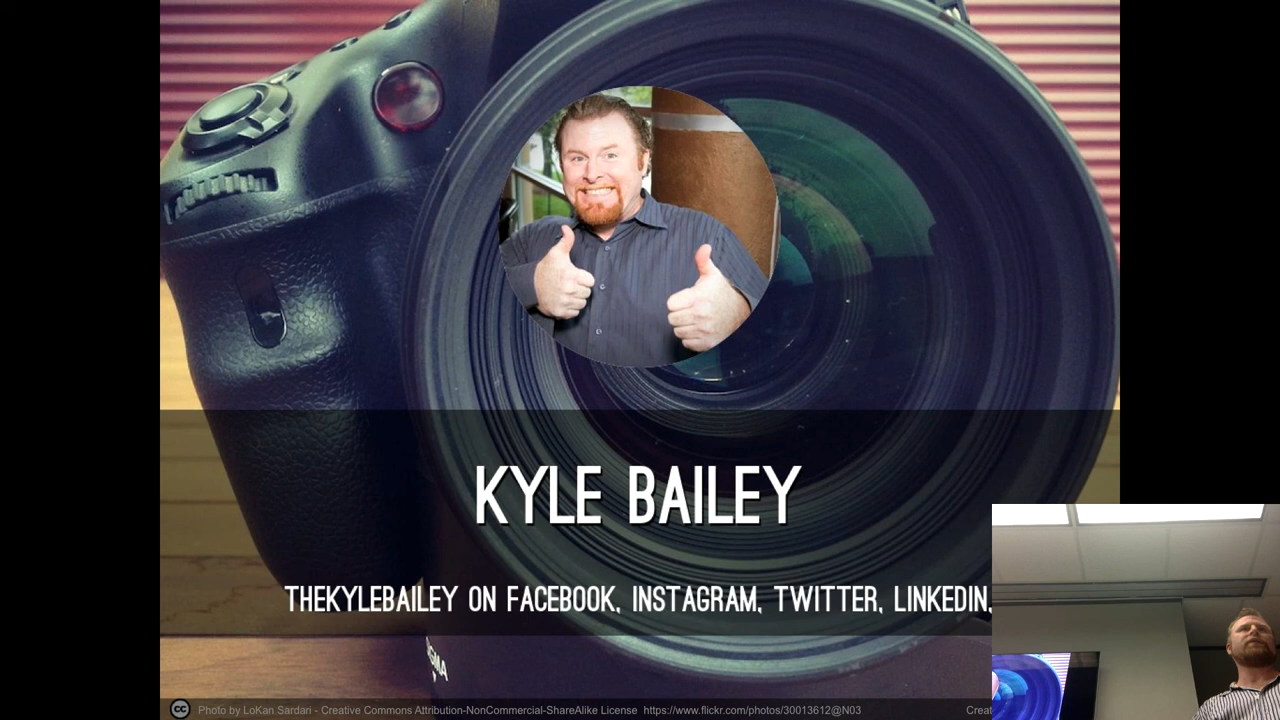 KYLE BAILEY
THEKYLEBAILEY ON FACEBOOK, INSTAGRAM, TWITTER, LINKEDIN,
Photo by LoKan Sardari - Creative Commons Attribution-NonCommercial-ShareAlike License https://www.flickr.com/photos/30013612@N03